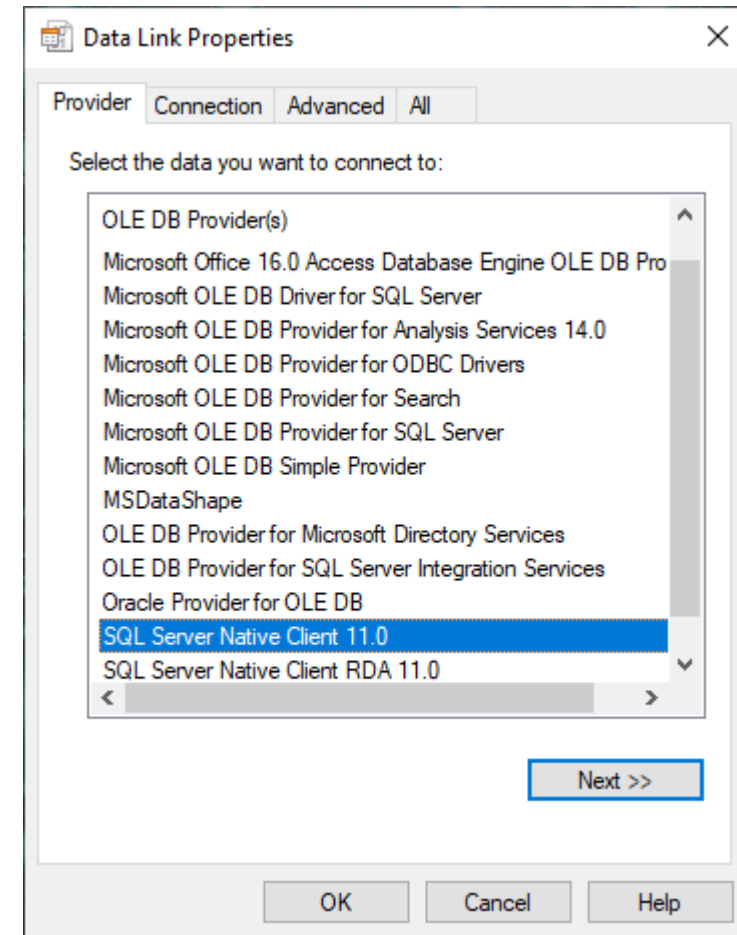 Data Link Properties
Provider Connection Advanced All
Select the data you want to connect to:
OLE DB Provider(s)
Microsoft Office 16.0 Access Database Engine OLE DB Pro
Microsoft OLE DB Driver for SQL Server
Microsoft OLE DB Provider for Analysis Services 14.0
Microsoft OLE DB Provider for ODBC Drivers
Microsoft OLE DB Provider for Search
Microsoft OLE DB Provider for SQL Server
Microsoft OLE DB Simple Provider
MSDataShape
OLE DB Provider for Microsoft Directory Services
OLE DB Provider for SQL Server Integration Services
Oracle Provider for OLE DB
SQL Server Native Client 11.0
SQL Server Native Client RDA 11.0
Next >>
OK Cancel Help